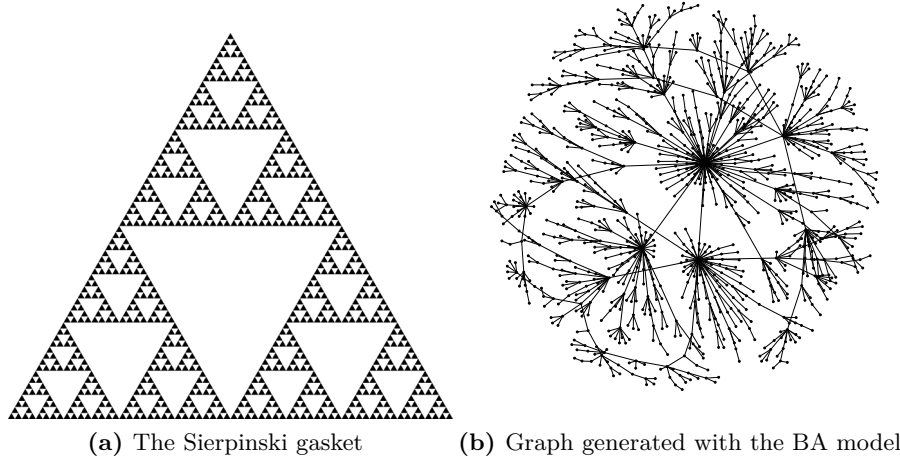 (a) The Sierpinski gasket
(b) Graph generated with the BA model